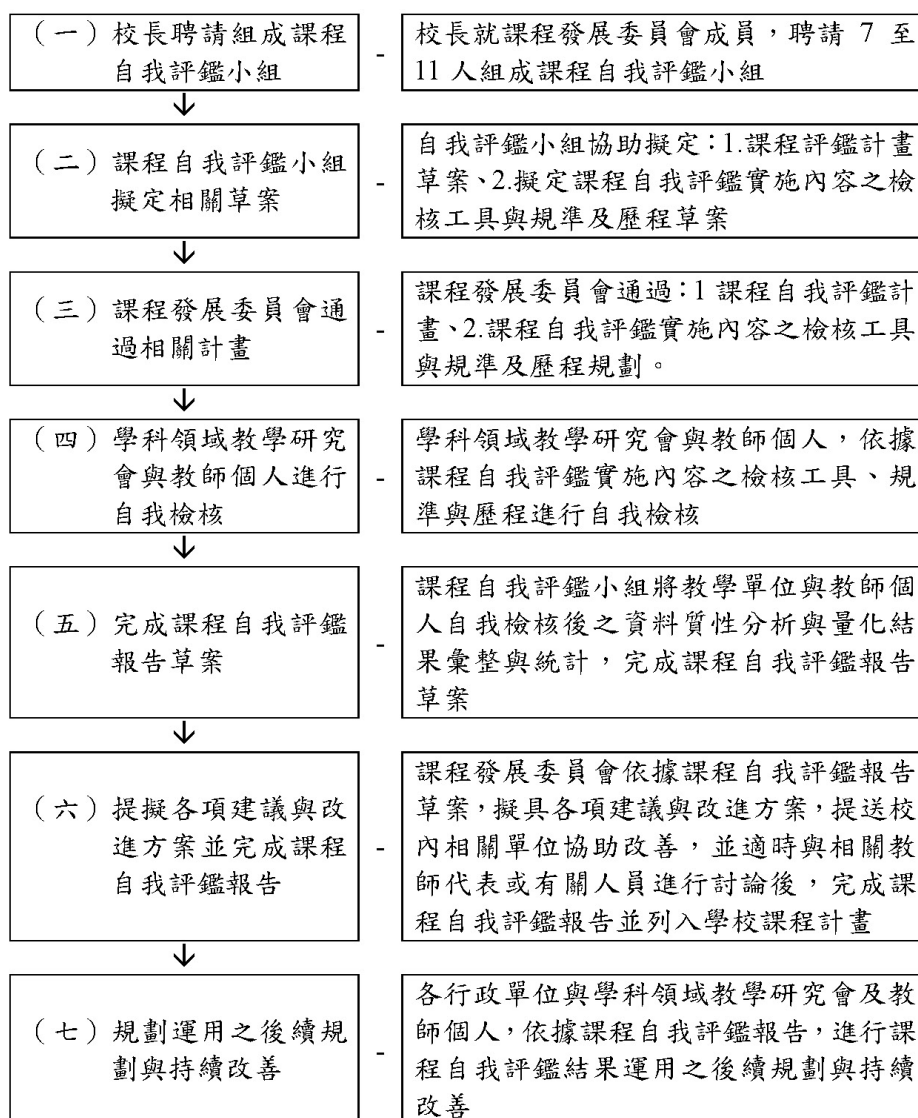 （一）校長聘請組成課程
自我評鑑小組
-
校長就課程發展委員會成員，聘請 7 至
11 人組成課程自我評鑑小組
↓
（二）課程自我評鑑小組
擬定相關草案
-
自我評鑑小組協助擬定：1.課程評鑑計畫
草案、2.擬定課程自我評鑑實施內容之檢
核工具與規準及歷程草案
↓
（三）課程發展委員會通
過相關計畫
-
課程發展委員會通過：1 課程自我評鑑計
畫、2.課程自我評鑑實施內容之檢核工具
與規準及歷程規劃。
↓
（四）學科領域教學研究
會與教師個人進行
自我檢核
-
學科領域教學研究會與教師個人，依據
課程自我評鑑實施內容之檢核工具、規
準與歷程進行自我檢核
↓
（五）完成課程自我評鑑
報告草案
-
課程自我評鑑小組將教學單位與教師個
人自我檢核後之資料質性分析與量化結
果彙整與統計，完成課程自我評鑑報告
草案
↓
（六）提擬各項建議與改
進方案並完成課程
自我評鑑報告
-
課程發展委員會依據課程自我評鑑報告
草案，擬具各項建議與改進方案，提送校
內相關單位協助改善，並適時與相關教
師代表或有關人員進行討論後，完成課
程自我評鑑報告並列入學校課程計畫
↓
（七）規劃運用之後續規
劃與持續改善
-
各行政單位與學科領域教學研究會及教
師個人，依據課程自我評鑑報告，進行課
程自我評鑑結果運用之後續規劃與持續
改善